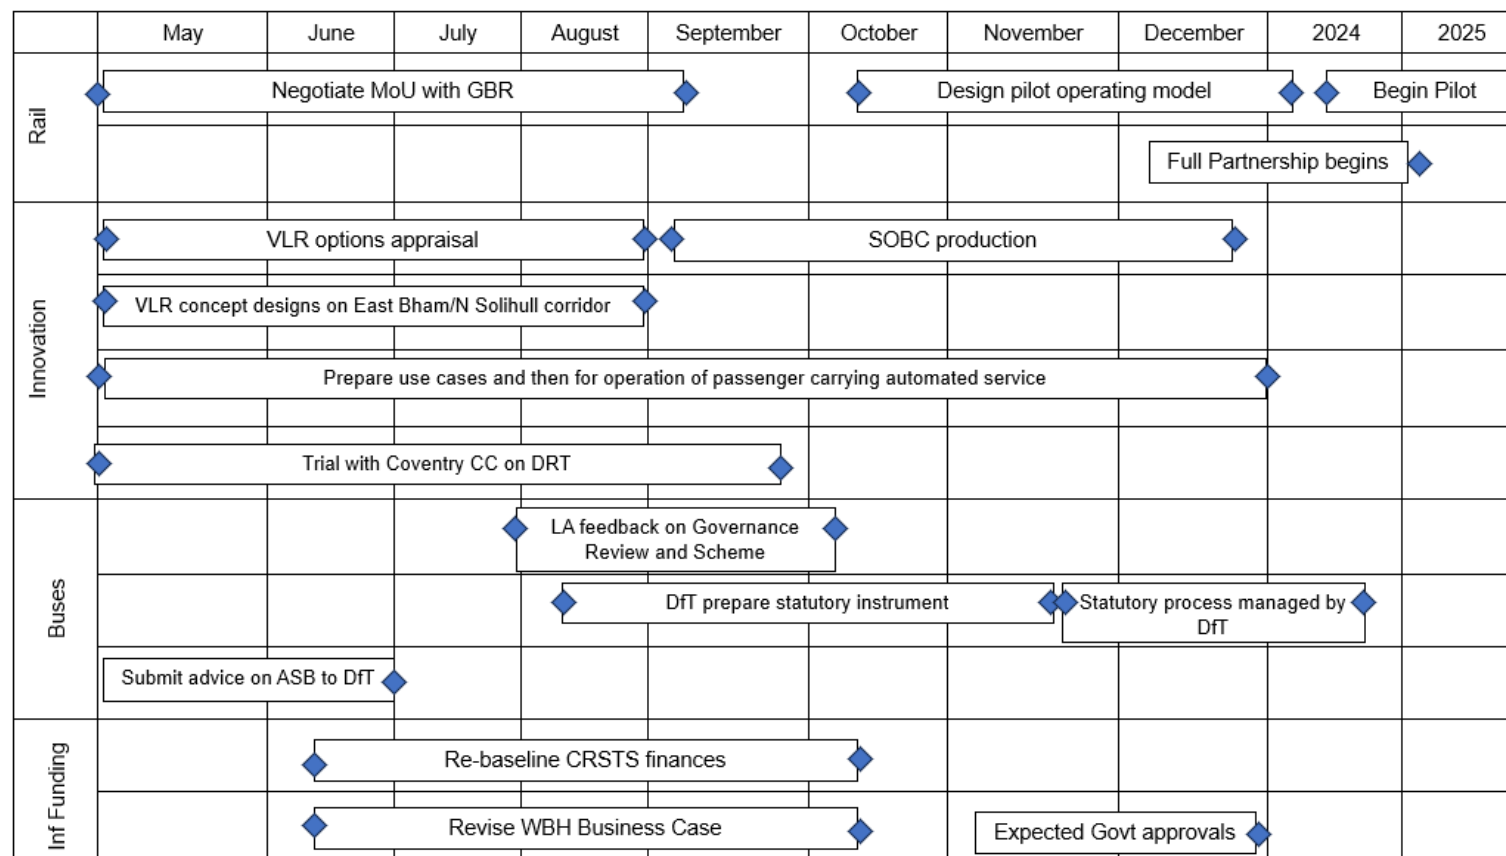 May June July August September October November December 2024 2025
Rail
Negotiate MoU with GBR
Design pilot operating model
Begin Pilot
Full Partnership begins
Innovation
VLR options appraisal
SOBC production
VLR concept designs on East Bham/N Solihull corridor
Prepare use cases and then for operation of passenger carrying automated service
Trial with Coventry CC on DRT
Buses
LA feedback on Governance
Review and Scheme
DfT prepare statutory instrument
Statutory process managed by
DfT
Submit advice on ASB to DfT
Inf Funding
Re-baseline CRSTS finances
Revise WBH Business Case
Expected Govt approvals